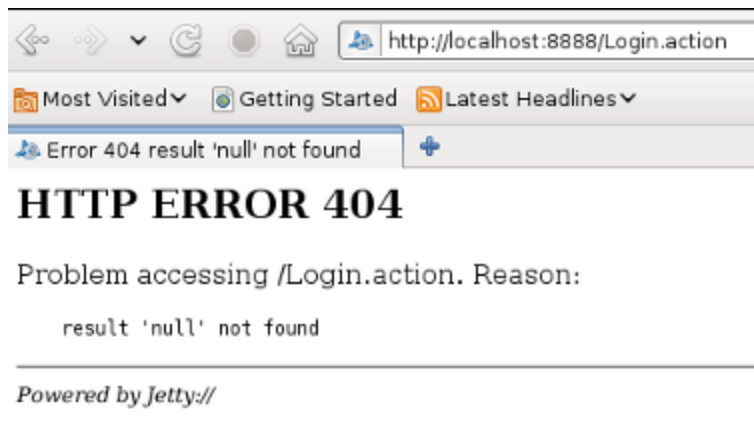 http://localhost:8888/Login.action
Most Visited Getting Started Latest Headlines
Error 404 result 'null' not found
HTTP ERROR 404
Problem accessing /Login.action. Reason:
result 'null' not found
Powered by Jetty://